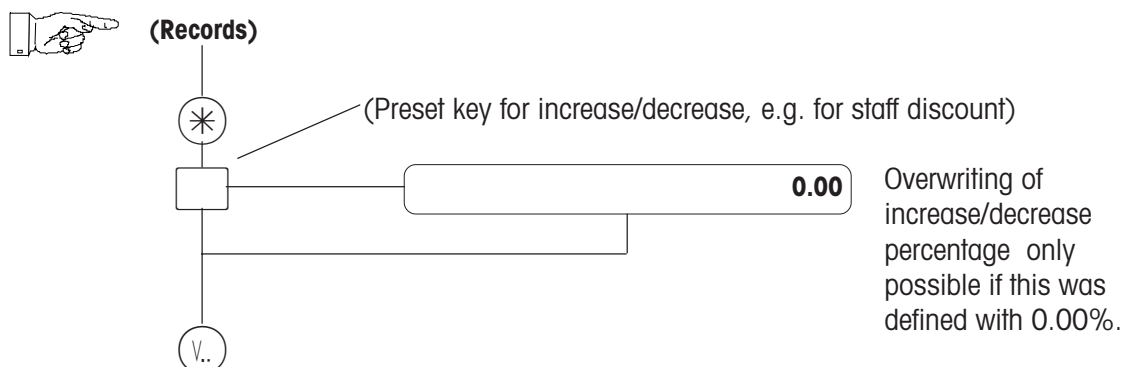 (Records)
(Preset key for increase/decrease, e.g. for staff discount)
0.00
Overwriting of
increase/decrease
percentage only
possible if this was
defined with 0.00%.
V..